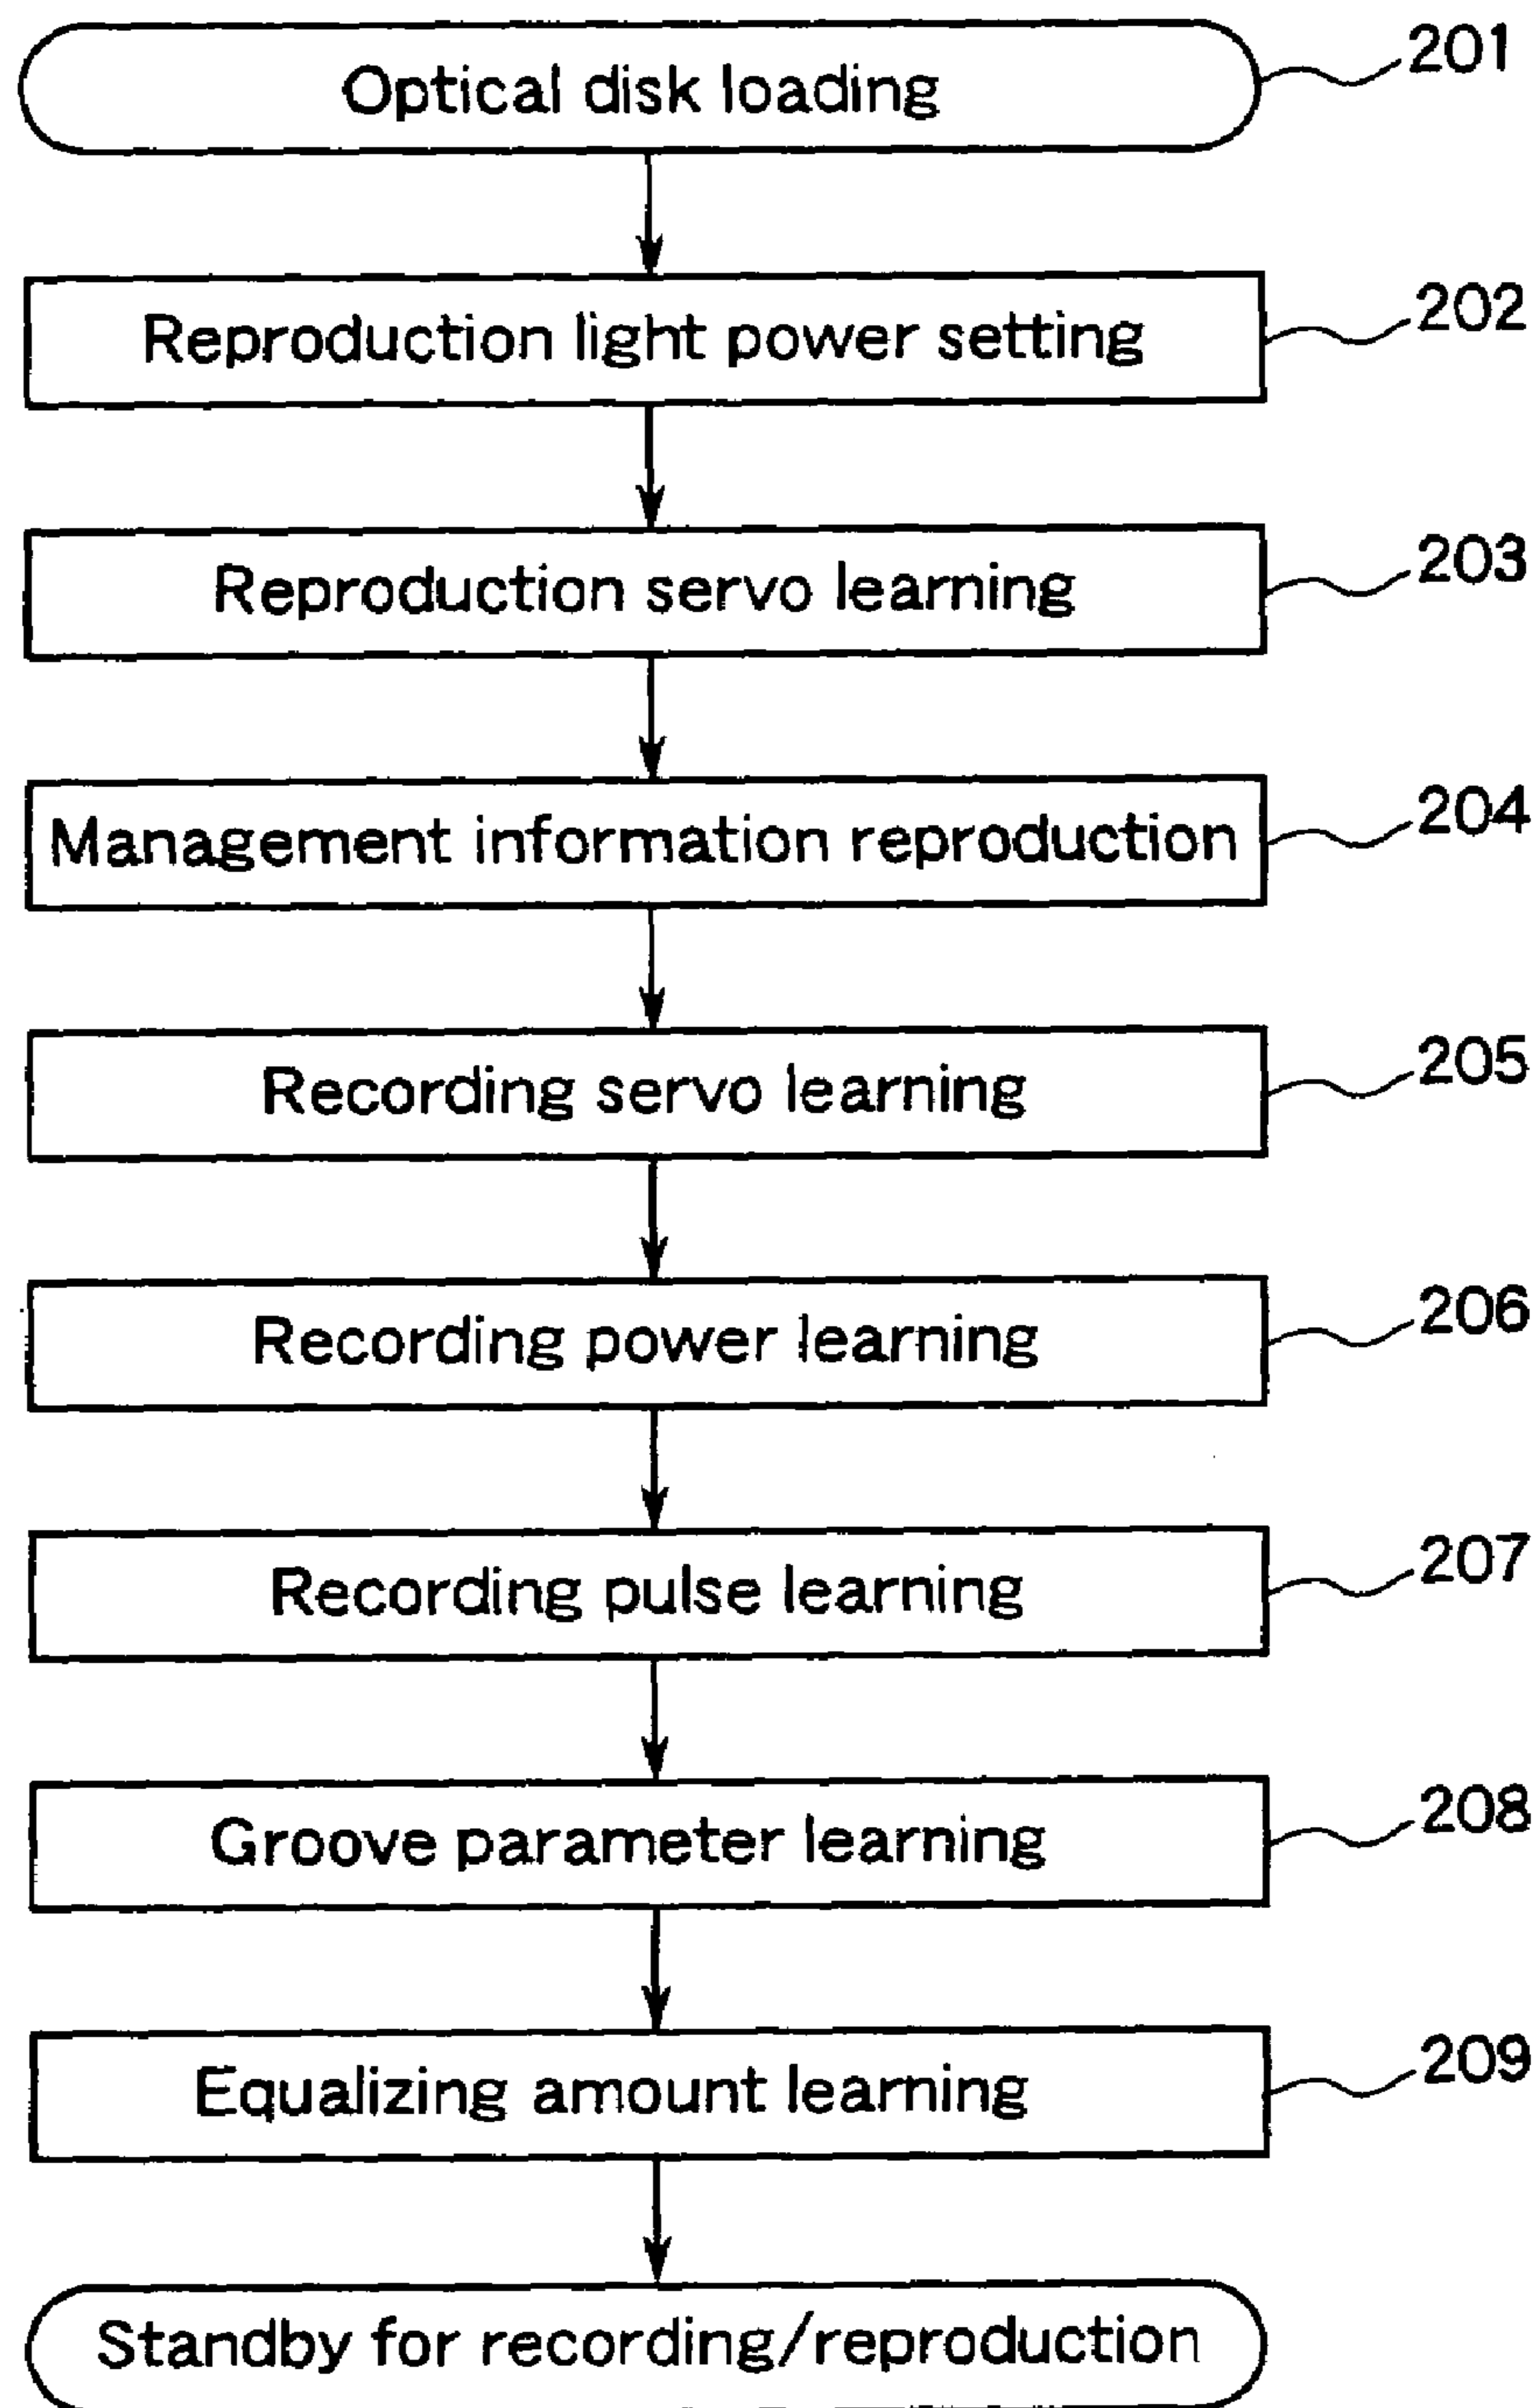 Optical disk loading 201
Reproduction light power setting 202
Reproduction servo learning 203
Management information reproduction 204
Recording servo learning 205
Recording power learning 206
Recording pulse learning 207
Groove parameter learning 208
Equalizing amount learning 209
Standby for recording/reproduction